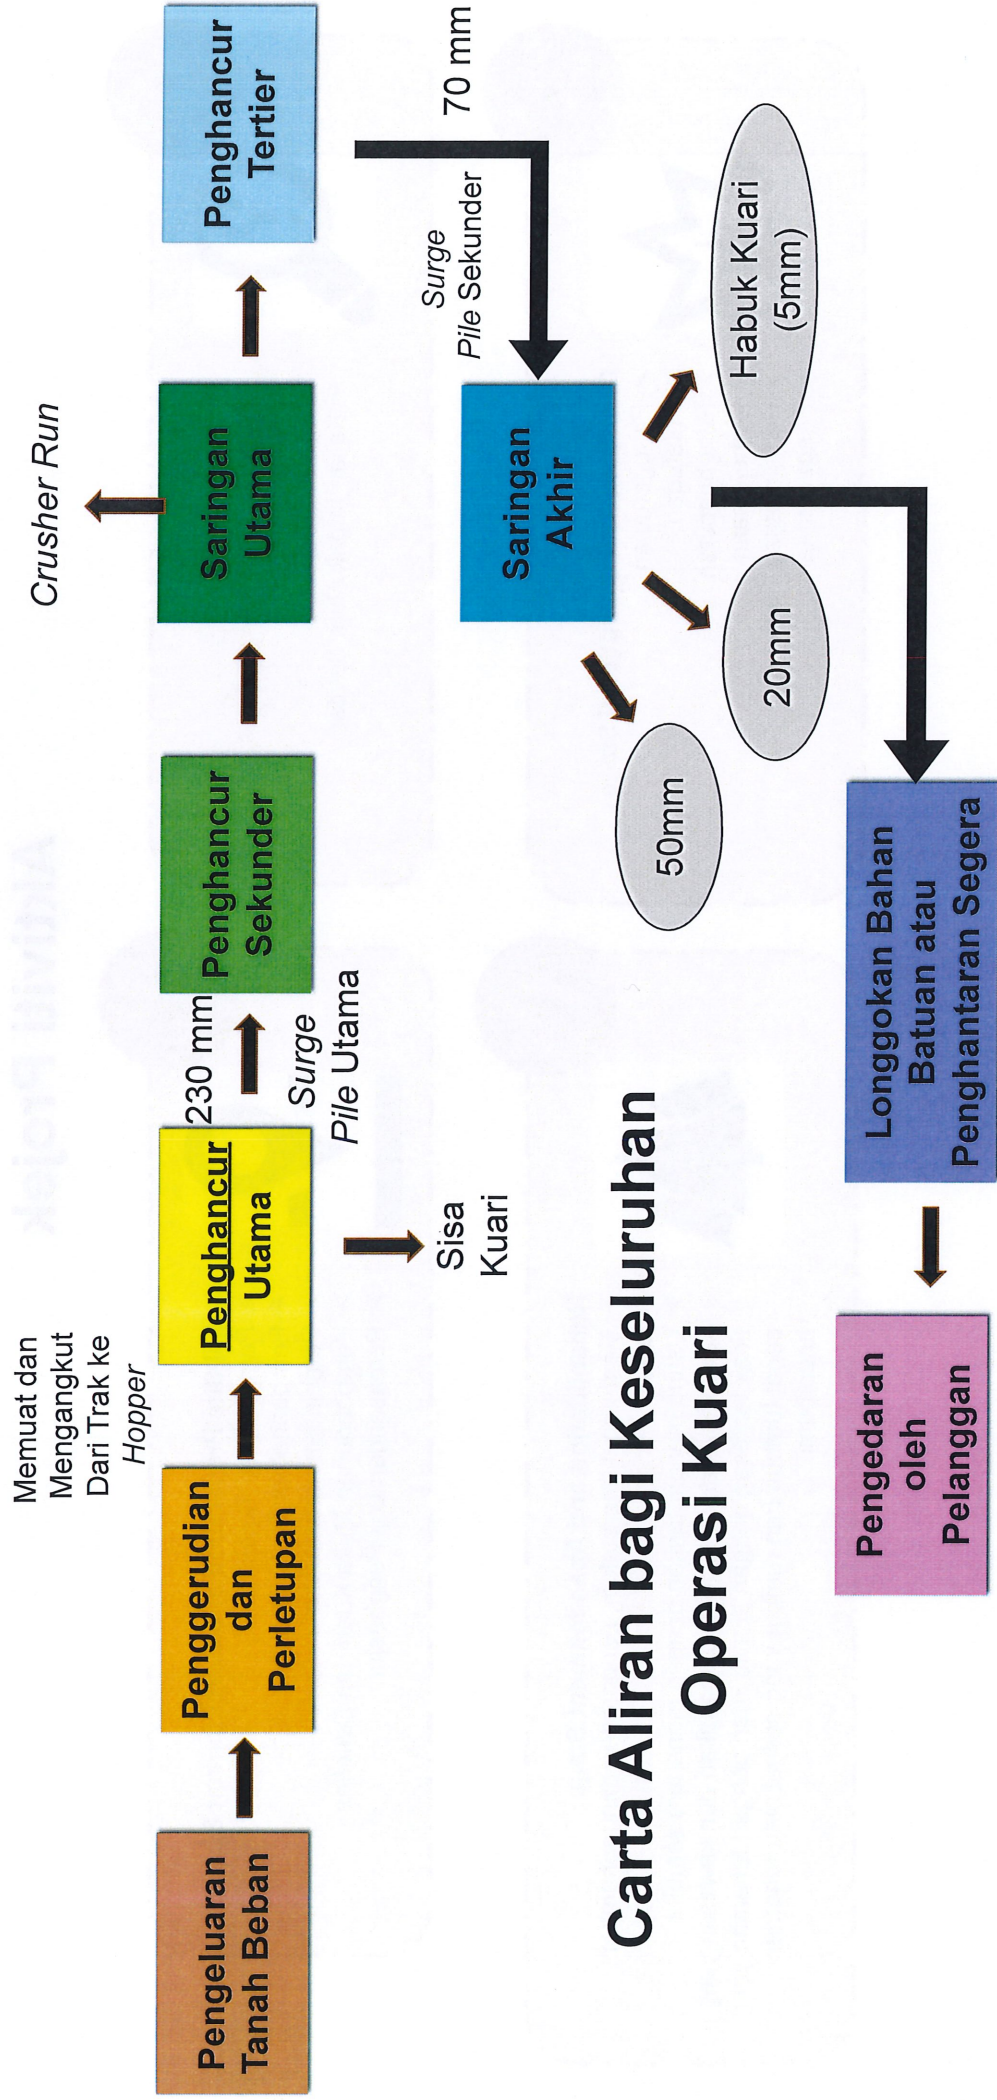 Pengeluaran
Tanah Beban
Penggerudian
dan
Perletupan
Memuat dan
Mengangkut
Dari Trak ke
Hopper
Penghancur
Utama
Sisa
Kuari
230 mm
Surge
Pile Utama
Penghancur
Sekunder
Saringan
Utama
Crusher Run
Penghancur
Tertier
70 mm
Surge
Pile Sekunder
Saringan
Akhir
50mm
20mm
Habuk Kuari
(5mm)
Longgokan Bahan
Batuan atau
Penghantaran Segera
Pengedaran
oleh
Pelanggan
Carta Aliran bagi Keseluruhan
Operasi Kuari
Aktiviti Projek